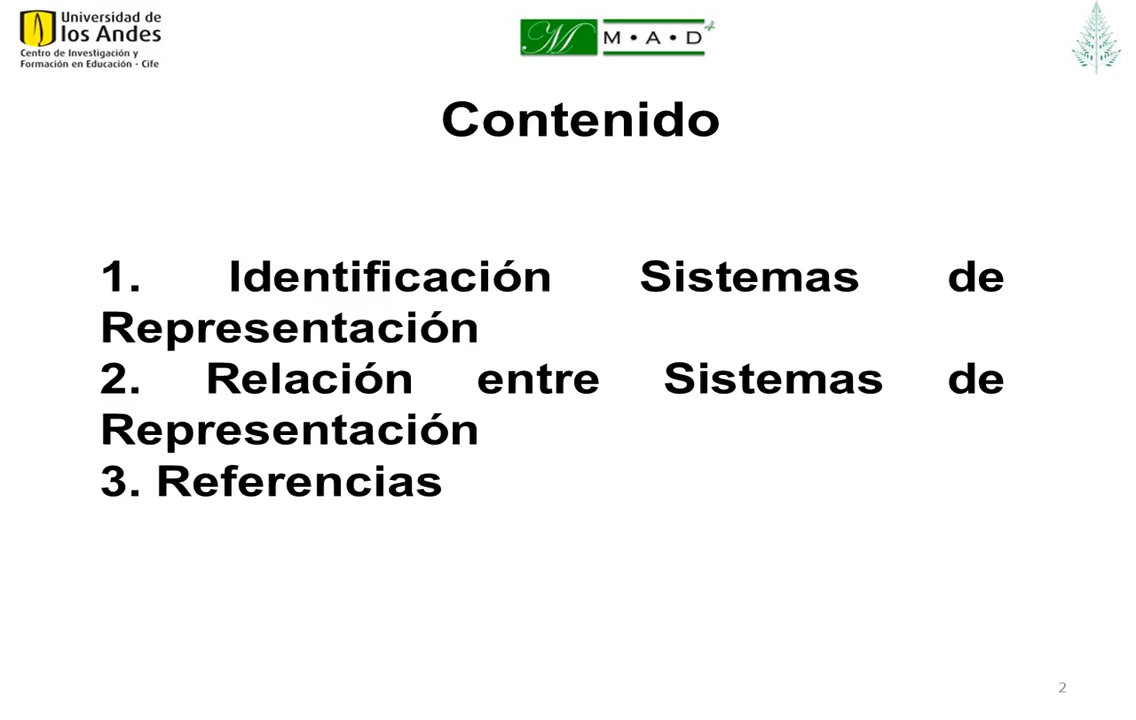 Universidad de
los Andes
Centro de Investigación y
Formación en Educación - Cife
M M • A • D
Contenido
1. Identificación Sistemas de
Representación
2. Relación entre Sistemas de
Representación
3. Referencias
2